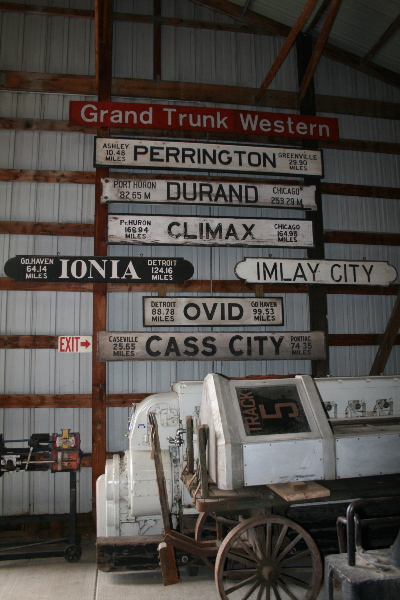 Grand Trunk Western
ASHLEY 10.46 MILES PERRINGTON GREENVILLE 29.90 MILES
PORT HURON 82.65 M DURAND CHICAGO 253.29 M
PT. HURON 168.94 MILES CLIMAX CHICAGO 164.98 MILES
GD. HAVEN 64.14 MILES IONIA DETROIT 124.16 MILES
IMLAY CITY
DETROIT 88.78 MILES OVID GD. HAVEN 99.53 MILES
EXIT
CASEVILLE 25.65 MILES CASS CITY PONTIAC 74.35 MILES
TRACK 5